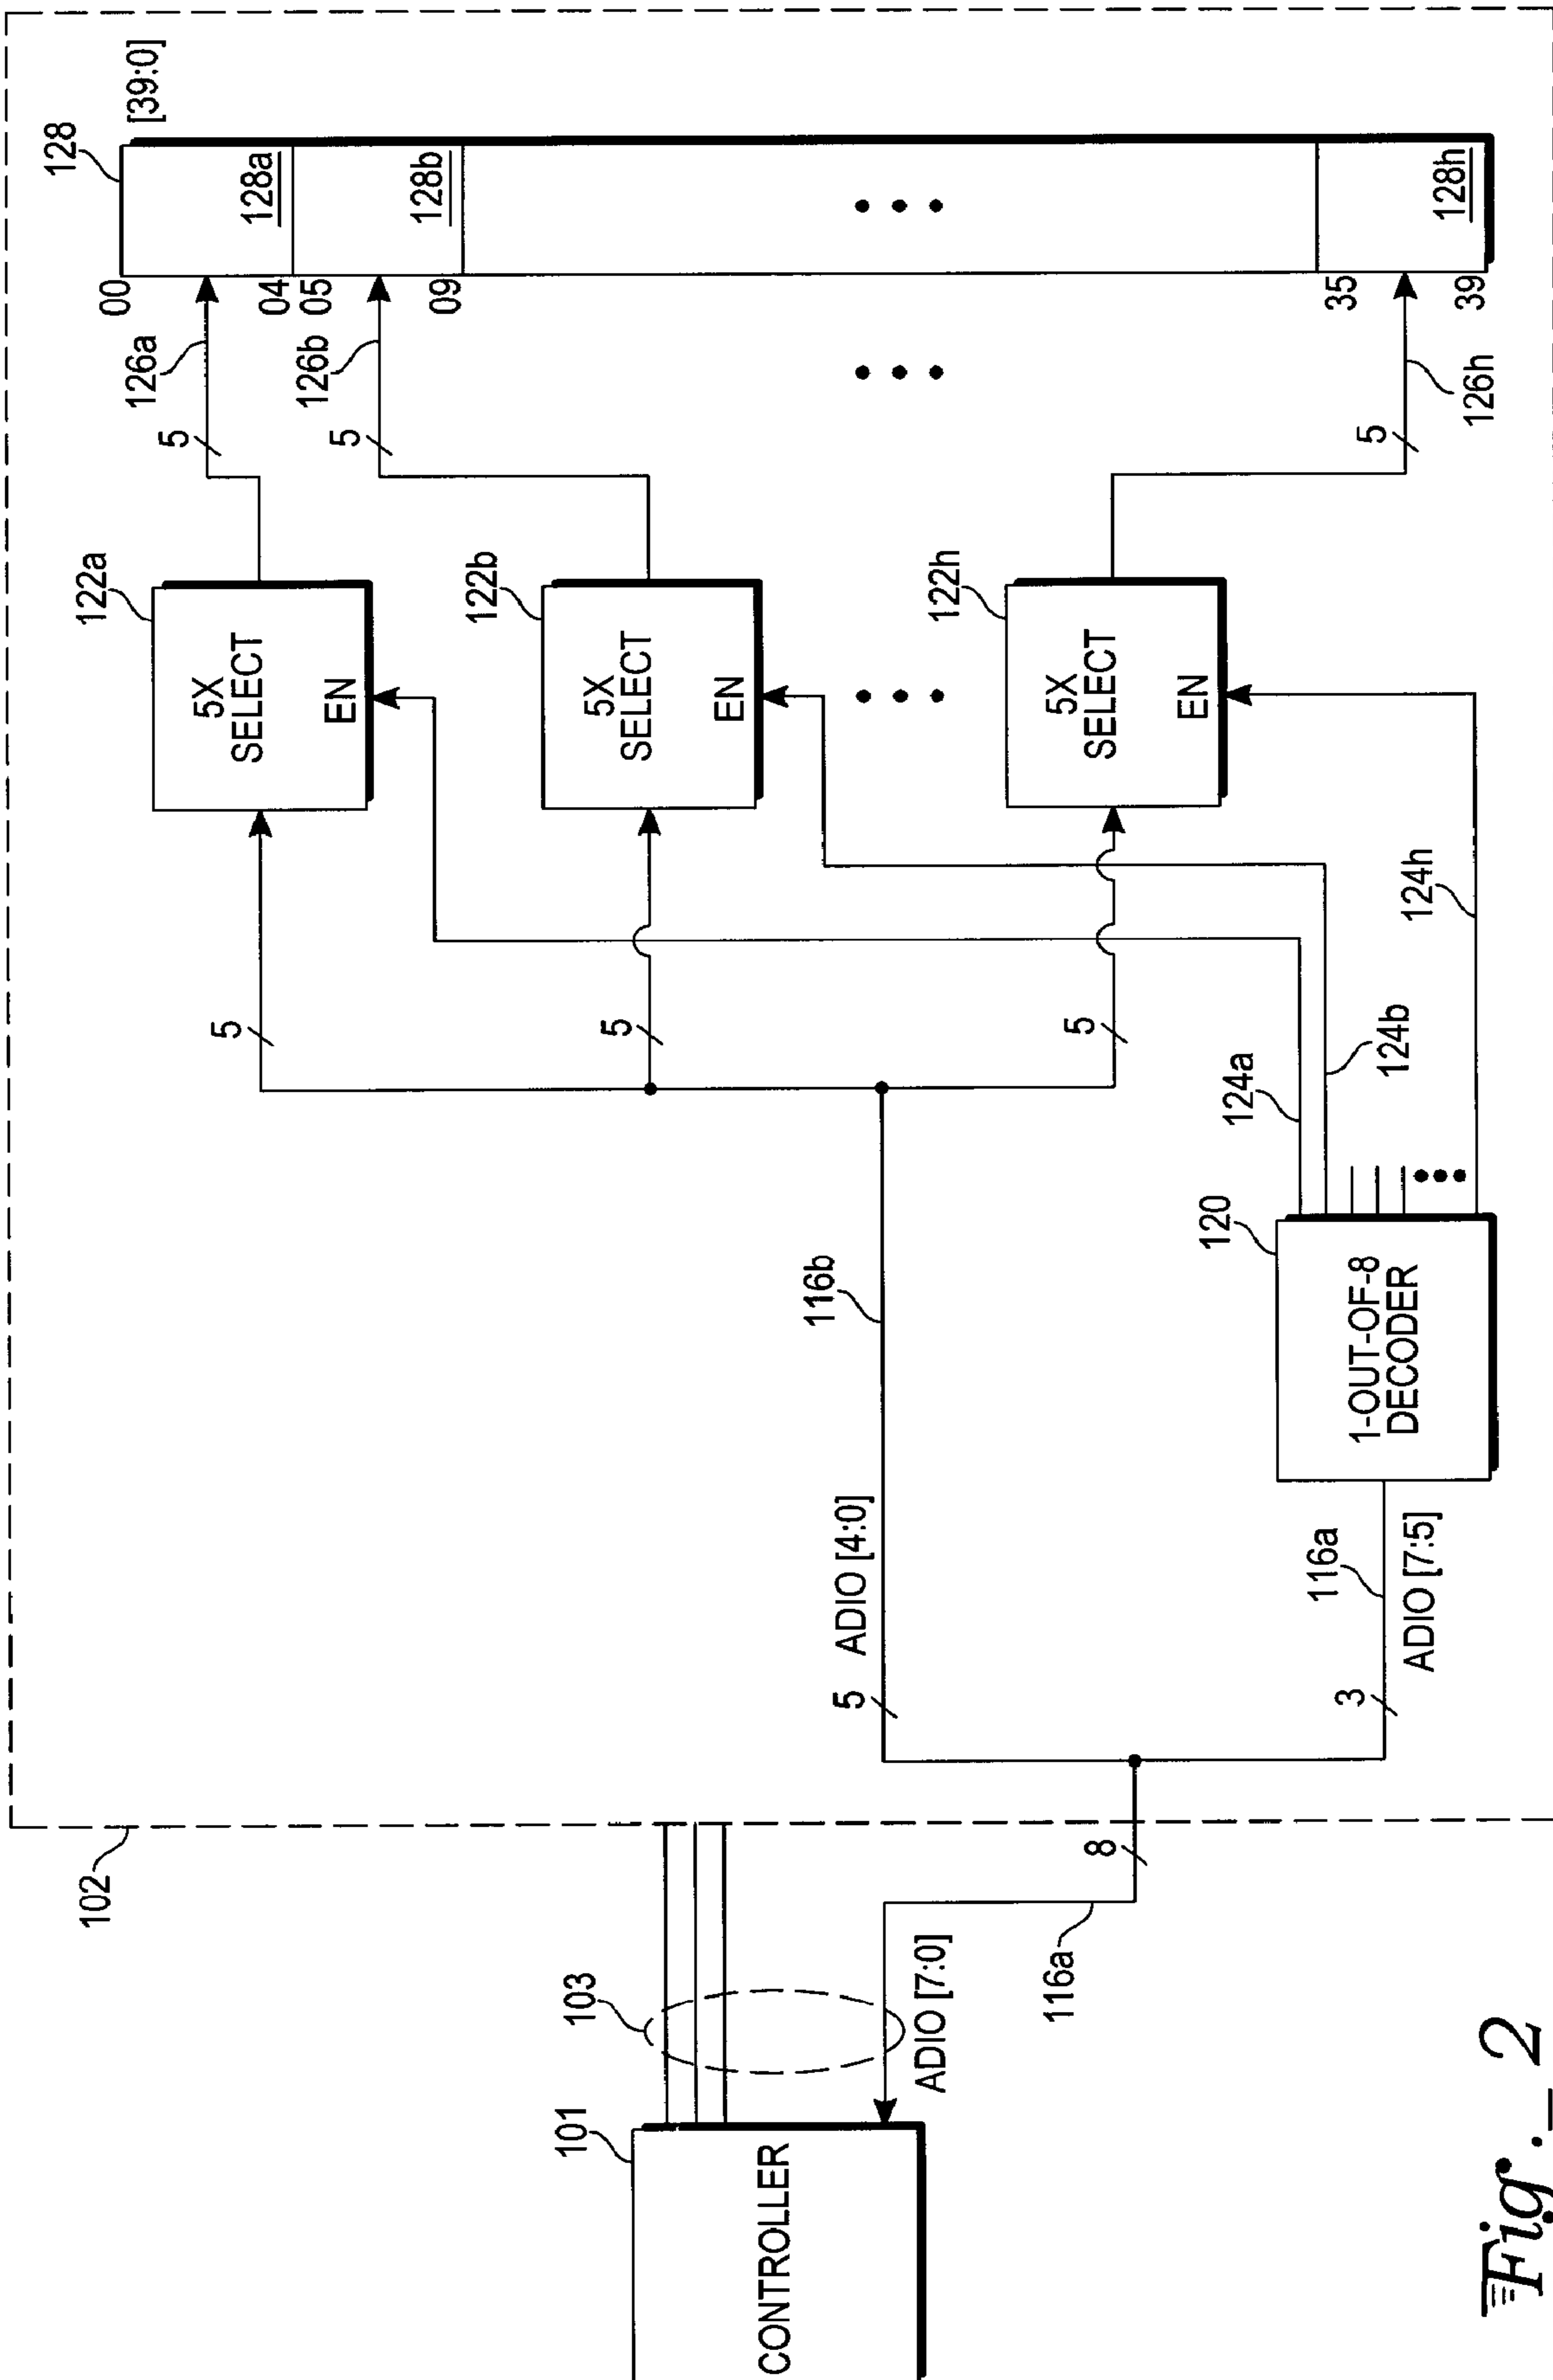 102
128
[39:0]
00
128a
04
05
128b
09
35
128h
39
126a
5
126b
5
126h
5
122a
5X
SELECT
EN
122b
5X
SELECT
EN
122h
5X
SELECT
EN
5
5
5
124a
124b
124h
116b
ADIO [4:0]
5
120
1-OUT-OF-8
DECODER
116a
ADIO [7:5]
3
8
116a
ADIO [7:0]
103
101
CONTROLLER
Fig._2